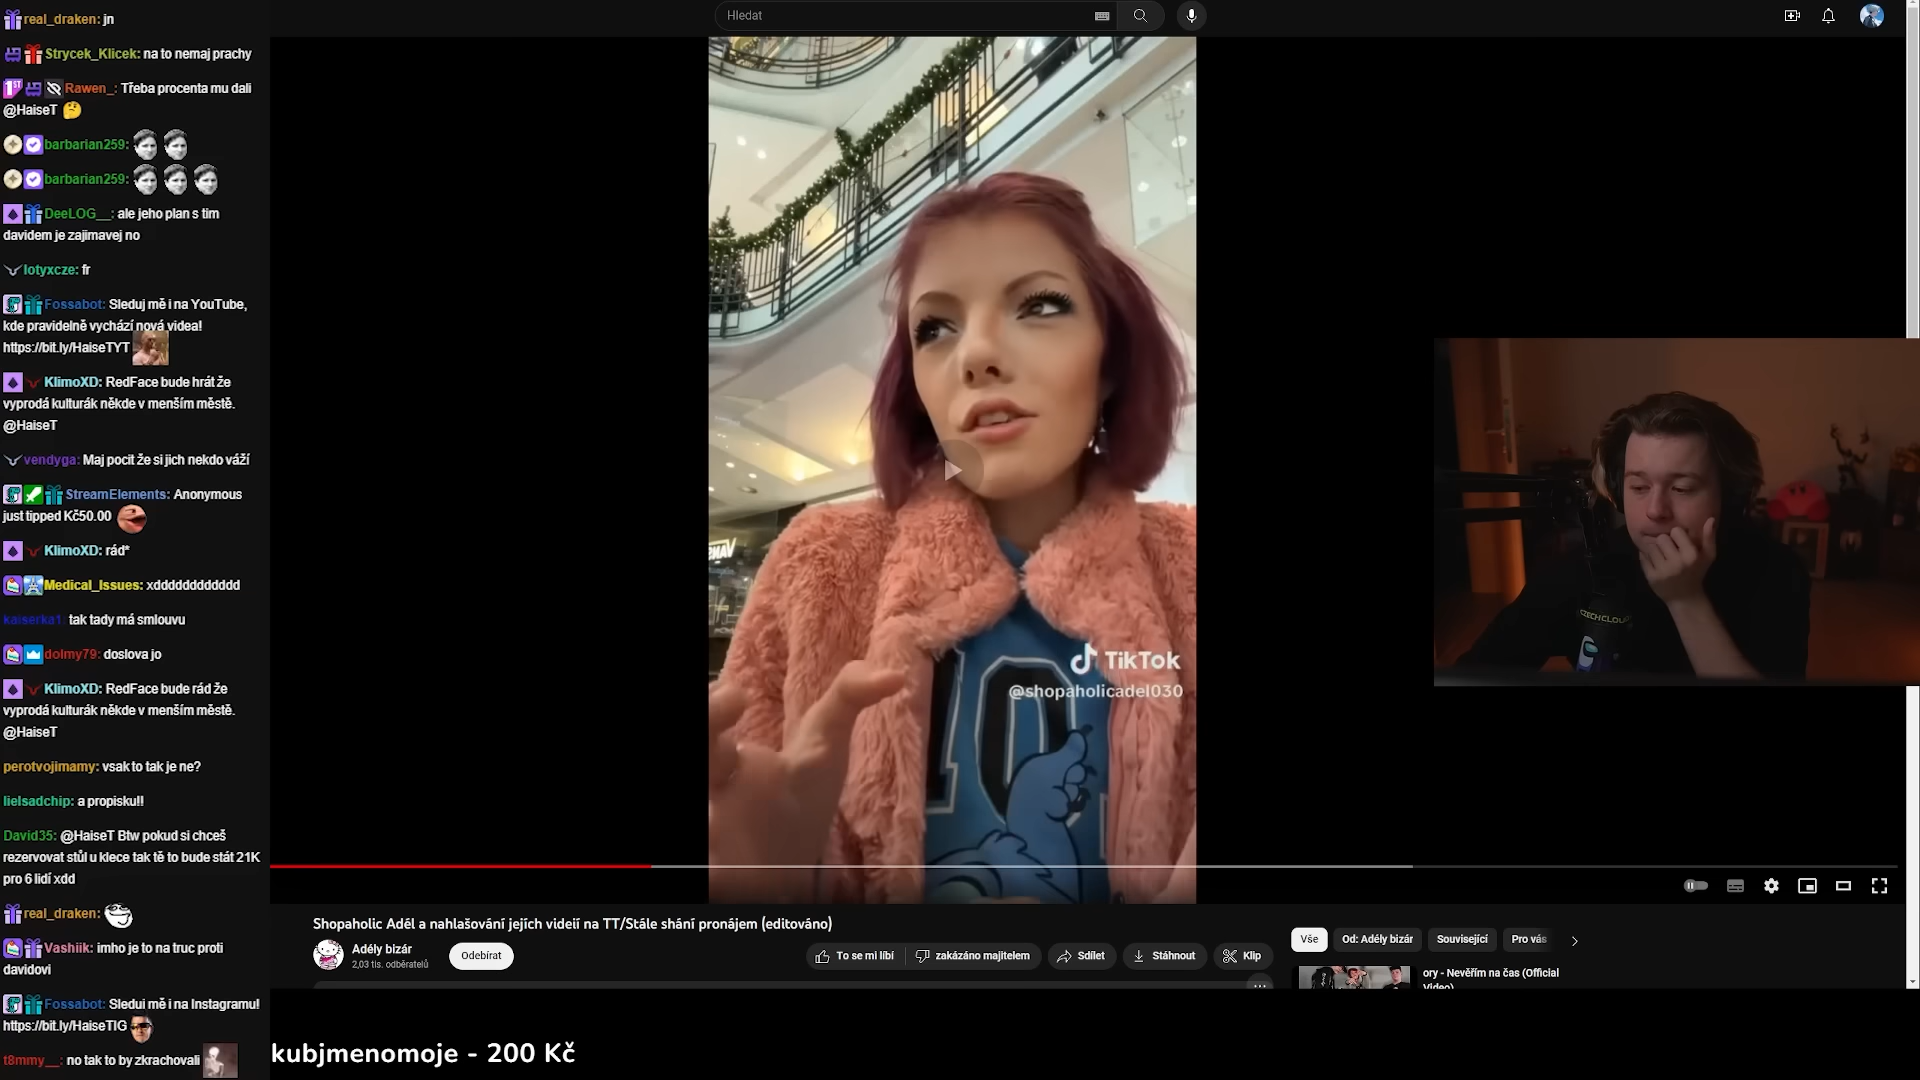 real_draken: jn
Strycek_Klicek: na to nemaj prachy
Rawen_: Třeba procenta mu dali
@HaiseT
barbarian259:
barbarian259:
DeeLOG__: ale jeho plan s tim
davidem je zajimavej no
lotyxcze: fr
Fossabot: Sleduj mě i na YouTube,
kde pravidelně vychází nová videa!
https://bit.ly/HaiseTYT
KlimoXD: RedFace bude hrát že
vyprodá kulturák někde v menším městě.
@HaiseT
vendyga: Maj pocit že si jich nekdo váží
StreamElements: Anonymous
just tipped Kč50.00
KlimoXD: rád*
Medical_Issues: xdddddddddddd
kaiserka1: tak tady má smlouvu
dolmy79: doslova jo
KlimoXD: RedFace bude rád že
vyprodá kulturák někde v menším městě.
@HaiseT
perotvojimamy: vsak to tak je ne?
lielsadchip: a propisku!!
David35: @HaiseT Btw pokud si chceš
rezervovat stůl u klece tak tě to bude stát 21K
pro 6 lidí xdd
real_draken:
Vashiik: imho je to na truc proti
davidovi
Fossabot: Sleduj mě i na Instagramu!
https://bit.ly/HaiseTIG
t8mmy__: no tak to by zkrachovali
Hledat
VANS
TikTok
@shopaholicadel030
CZECHCLOUD
Shopaholic Adél a nahlašování jejích videií na TT/Stále shání pronájem (editováno)
Adély bizár
2,03 tis. odběratelů
Odebírat
To se mi líbí
zakázáno majitelem
Sdílet
Stáhnout
Klip
Vše
Od: Adély bizár
Související
Pro vás
ory - Nevěřím na čas (Official
Video)
kubjmenomoje - 200 Kč